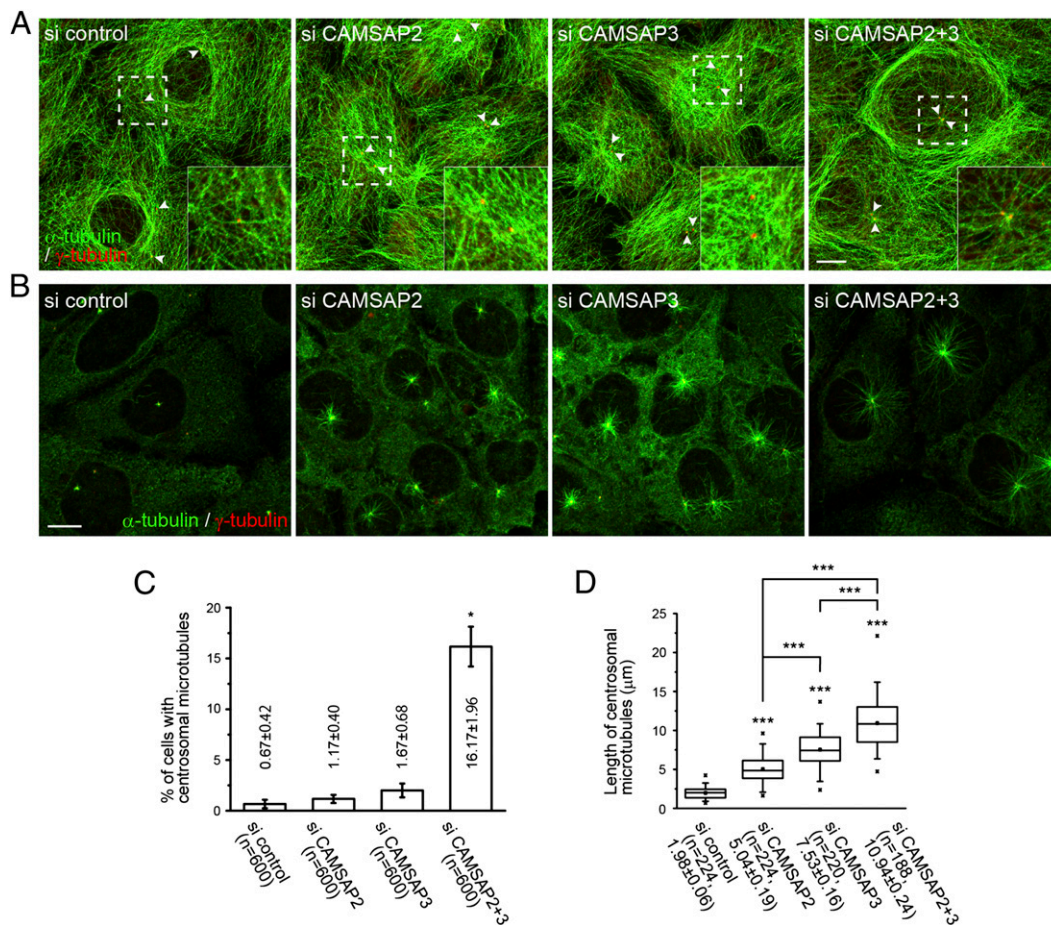 A
si control
si CAMSAP2
si CAMSAP3
si CAMSAP2+3
α-tubulin
/ γ-tubulin
B
si control
si CAMSAP2
si CAMSAP3
si CAMSAP2+3
α-tubulin / γ-tubulin
C
% of cells with
centrosomal microtubules
20
15
10
5
0
0.67±0.42
1.17±0.40
1.67±0.68
16.17±1.96
*
si control
(n=600)
si CAMSAP2
(n=600)
si CAMSAP3
(n=600)
si CAMSAP2+3
(n=600)
D
Length of centrosomal
microtubules (μm)
25
20
15
10
5
0
***
***
***
***
***
***
si control
(n=224,
1.98±0.06)
si CAMSAP2
(n=224,
5.04±0.19)
si CAMSAP3
(n=220,
7.53±0.16)
si CAMSAP2+3
(n=188,
10.94±0.24)